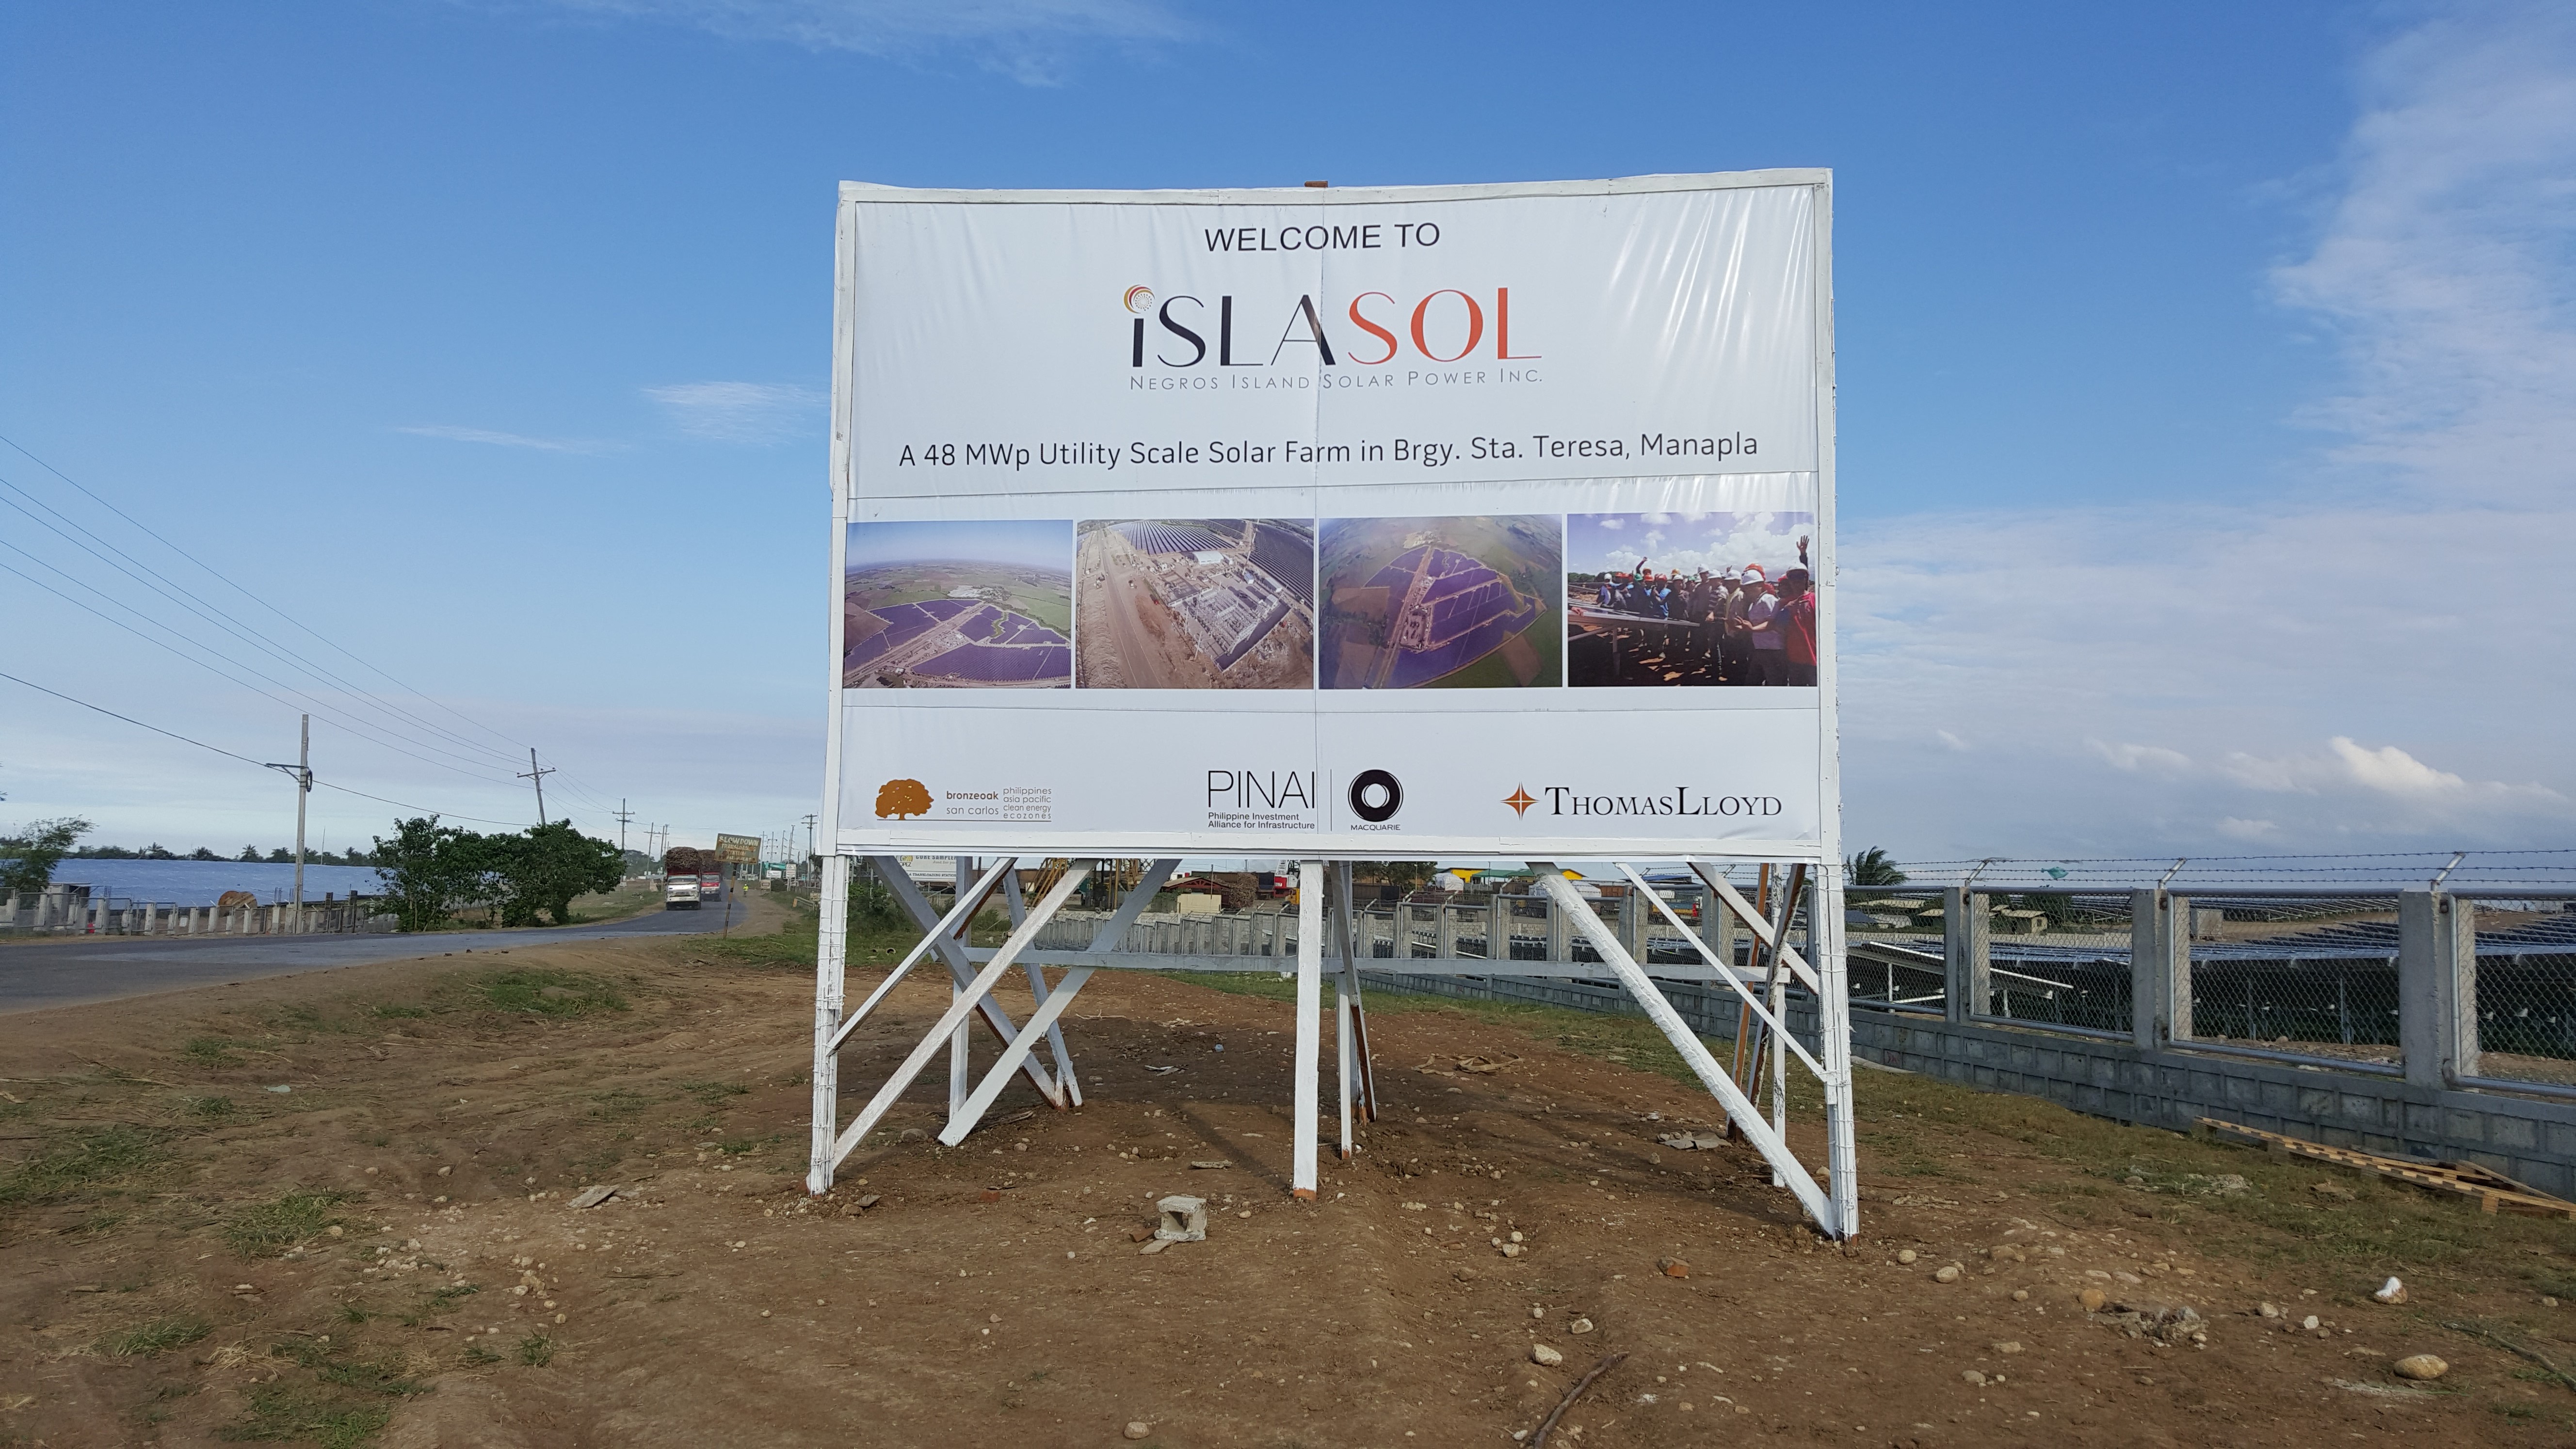 WELCOME TO
iSLASOL
NEGROS ISLAND SOLAR POWER INC.
A 48 MWp Utility Scale Solar Farm in Brgy. Sta. Teresa, Manapla
bronzeoak philippines
asia pacific
san carlos clean energy
ecozones
PINAI
Philippine Investment
Alliance for Infrastructure
MACQUARIE
THOMASLLOYD
SLOWDOWN